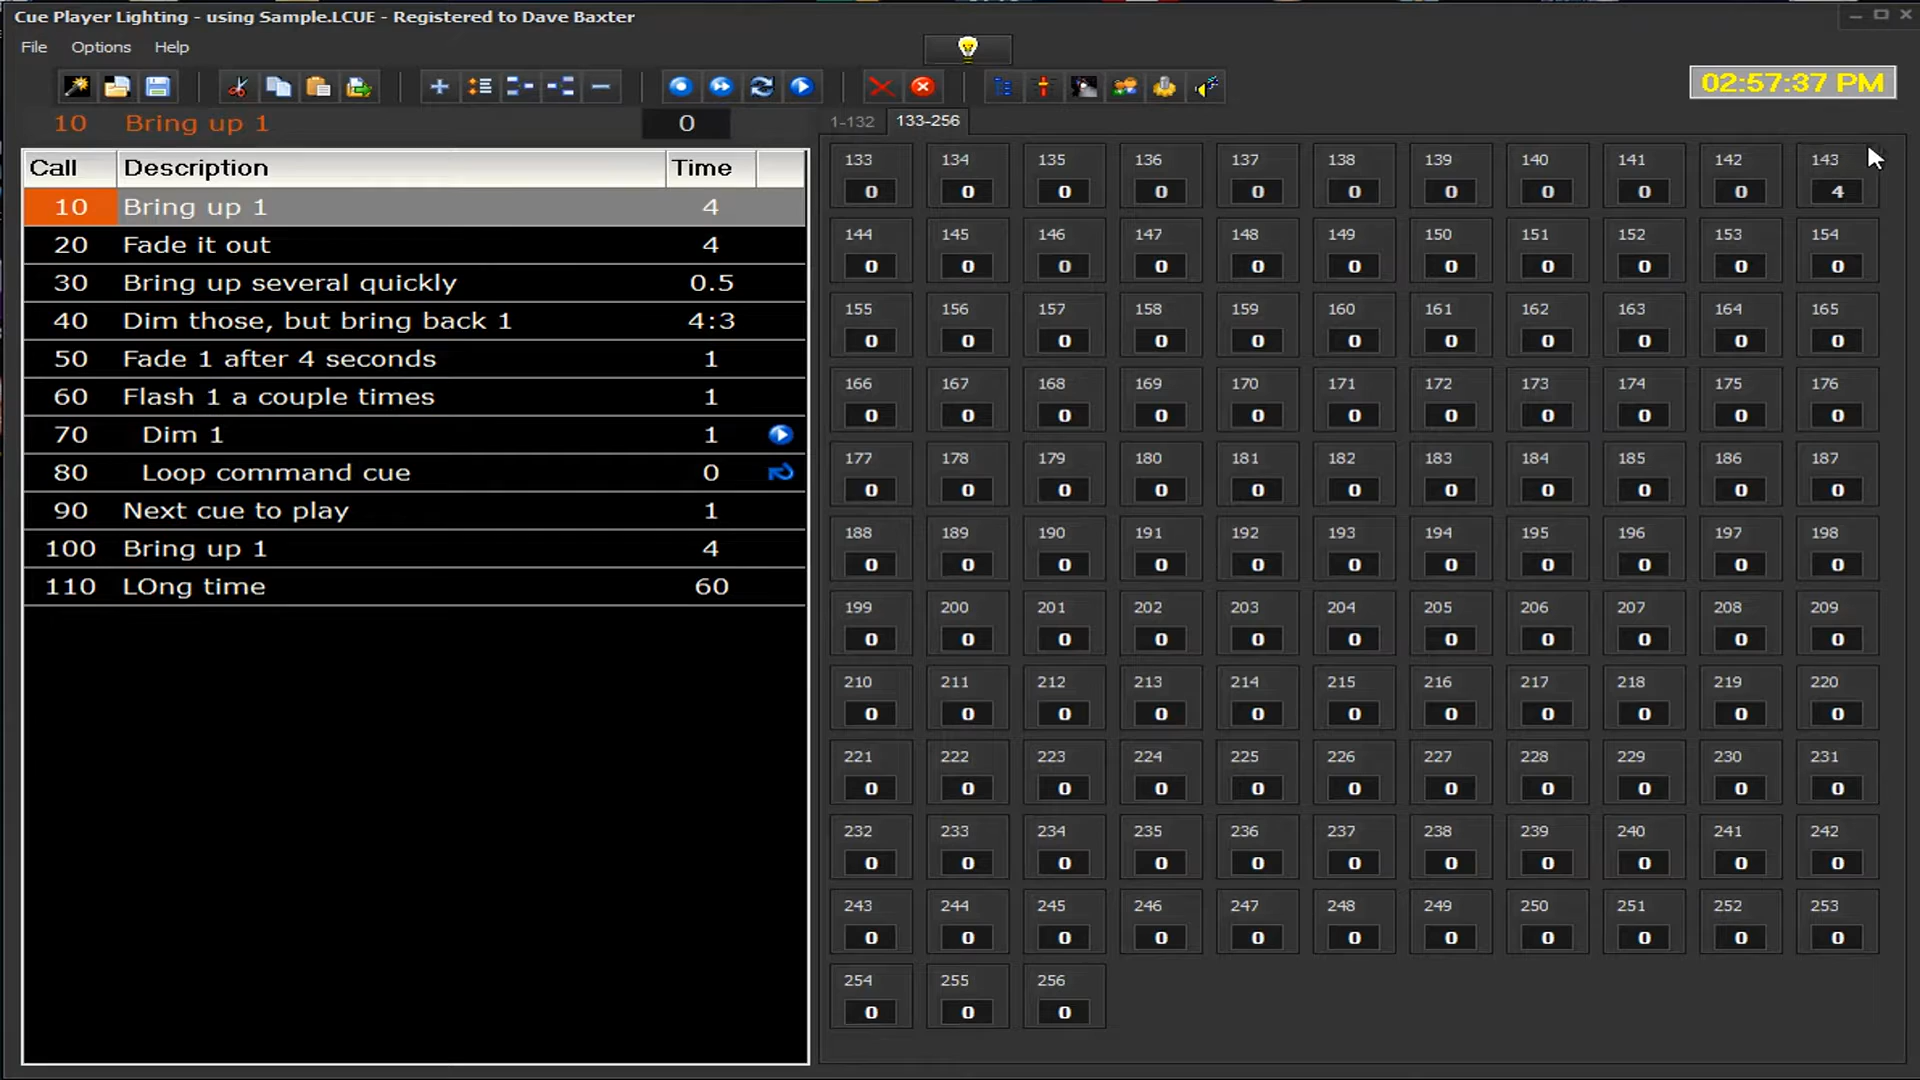 Cue Player Lighting - using Sample.LCUE - Registered to Dave Baxter
File Options Help
02:57:37 PM
10 Bring up 1 0
1-132 133-256
Call Description Time
10 Bring up 1 4
20 Fade it out 4
30 Bring up several quickly 0.5
40 Dim those, but bring back 1 4:3
50 Fade 1 after 4 seconds 1
60 Flash 1 a couple times 1
70 Dim 1 1
80 Loop command cue 0
90 Next cue to play 1
100 Bring up 1 4
110 LOng time 60
133 134 135 136 137 138 139 140 141 142 143
0 0 0 0 0 0 0 0 0 0 4
144 145 146 147 148 149 150 151 152 153 154
0 0 0 0 0 0 0 0 0 0 0
155 156 157 158 159 160 161 162 163 164 165
0 0 0 0 0 0 0 0 0 0 0
166 167 168 169 170 171 172 173 174 175 176
0 0 0 0 0 0 0 0 0 0 0
177 178 179 180 181 182 183 184 185 186 187
0 0 0 0 0 0 0 0 0 0 0
188 189 190 191 192 193 194 195 196 197 198
0 0 0 0 0 0 0 0 0 0 0
199 200 201 202 203 204 205 206 207 208 209
0 0 0 0 0 0 0 0 0 0 0
210 211 212 213 214 215 216 217 218 219 220
0 0 0 0 0 0 0 0 0 0 0
221 222 223 224 225 226 227 228 229 230 231
0 0 0 0 0 0 0 0 0 0 0
232 233 234 235 236 237 238 239 240 241 242
0 0 0 0 0 0 0 0 0 0 0
243 244 245 246 247 248 249 250 251 252 253
0 0 0 0 0 0 0 0 0 0 0
254 255 256
0 0 0